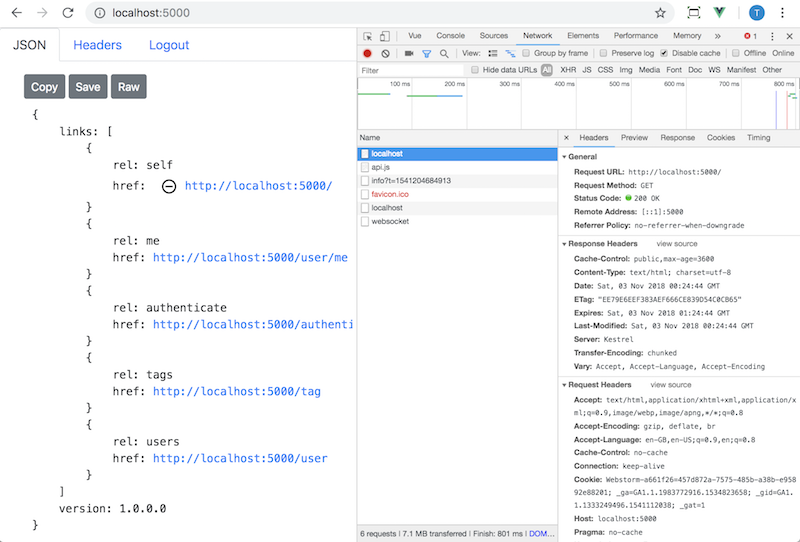 localhost:5000
T
JSON Headers Logout
Copy Save Raw
{
links: [
{
rel: self
href: http://localhost:5000/
}
{
rel: me
href: http://localhost:5000/user/me
}
{
rel: authenticate
href: http://localhost:5000/authenti
}
{
rel: tags
href: http://localhost:5000/tag
}
{
rel: users
href: http://localhost:5000/user
}
]
version: 1.0.0.0
}
Vue Console Sources Network Elements Performance Memory » 1
View: Group by frame Preserve log Disable cache Offline Online
Filter Hide data URLs All XHR JS CSS Img Media Font Doc WS Manifest Other
100 ms 200 ms 300 ms 400 ms 500 ms 600 ms 700 ms 800 ms
Name
localhost
api.js
info?t=1541204684913
favicon.ico
localhost
websocket
6 requests | 7.1 MB transferred | Finish: 801 ms | DOM…
× Headers Preview Response Cookies Timing
General
Request URL: http://localhost:5000/
Request Method: GET
Status Code: 200 OK
Remote Address: [::1]:5000
Referrer Policy: no-referrer-when-downgrade
Response Headers view source
Cache-Control: public,max-age=3600
Content-Type: text/html; charset=utf-8
Date: Sat, 03 Nov 2018 00:24:44 GMT
ETag: "EE79E6EEF383AEF666CE839D54C0CB65"
Expires: Sat, 03 Nov 2018 01:24:44 GMT
Last-Modified: Sat, 03 Nov 2018 00:24:44 GMT
Server: Kestrel
Transfer-Encoding: chunked
Vary: Accept, Accept-Language, Accept-Encoding
Request Headers view source
Accept: text/html,application/xhtml+xml,application/x
ml;q=0.9,image/webp,image/apng,*/*;q=0.8
Accept-Encoding: gzip, deflate, br
Accept-Language: en-GB,en-US;q=0.9,en;q=0.8
Cache-Control: no-cache
Connection: keep-alive
Cookie: Webstorm-a661f26=457d872a-7575-485b-a38b-e958
92e88201; _ga=GA1.1.1983772916.1534823658; _gid=GA1
.1.1333249496.1541112038; _gat=1
Host: localhost:5000
Pragma: no-cache